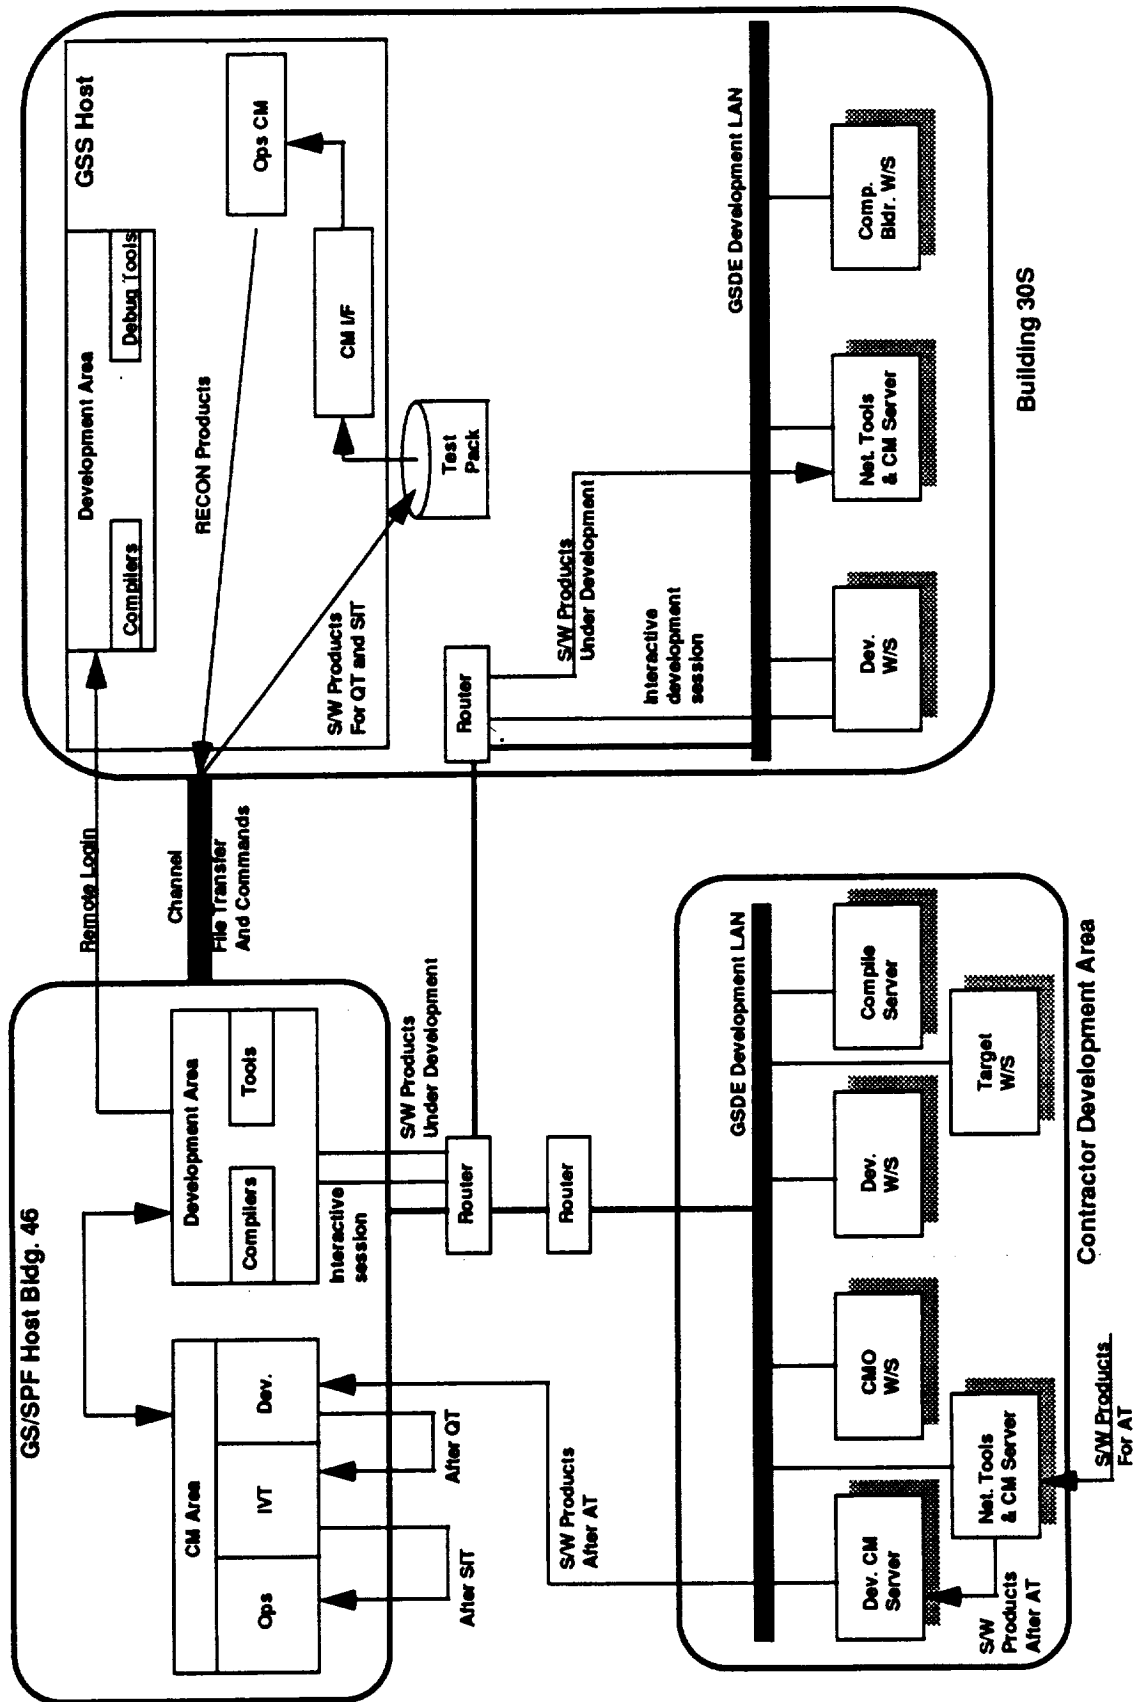 GS/SPF Host Bldg. 46
CM Area
Ops
IVT
Dev.
After SIT
After QT
Development Area
Compilers
Tools
Interactive
session
S/W Products
Under Development
Remote Login
Channel
File Transfer
And Commands
Router
Router
S/W Products
After AT
GSS Host
Development Area
Compilers
Debug Tools
RECON Products
Ops CM
CM I/F
Test
Pack
S/W Products
For QT and SIT
Router
S/W Products
Under Development
Interactive
development
session
GSDE Development LAN
Dev.
W/S
Net. Tools
& CM Server
Comp.
Bldr. W/S
Building 30S
GSDE Development LAN
Dev. CM
Server
CMO
W/S
Dev.
W/S
Compile
Server
Net. Tools
& CM Server
Target
W/S
S/W
Products
After AT
S/W Products
For AT
Contractor Development Area